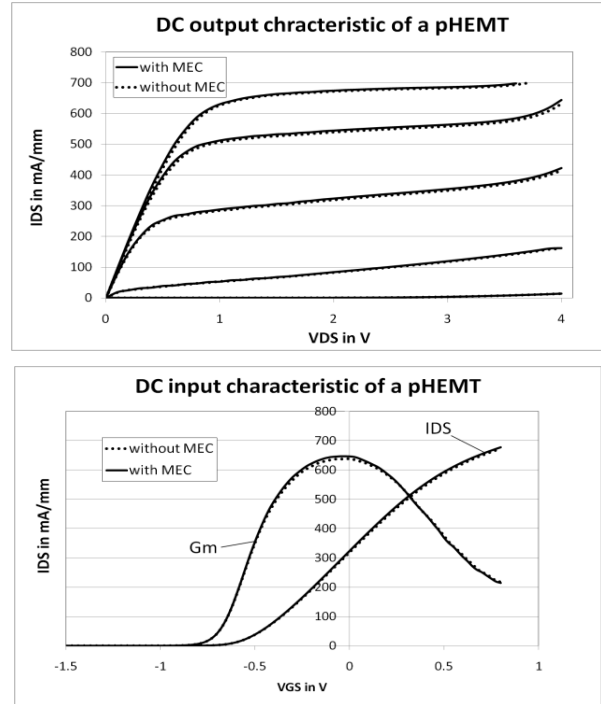 DC output chracteristic of a pHEMT
with MEC
without MEC
IDS in mA/mm
800
700
600
500
400
300
200
100
0
0 1 2 3 4
VDS in V
DC input characteristic of a pHEMT
without MEC
with MEC
IDS
Gm
IDS in mA/mm
800
700
600
500
400
300
200
100
0
-1.5 -1 -0.5 0 0.5 1
VGS in V